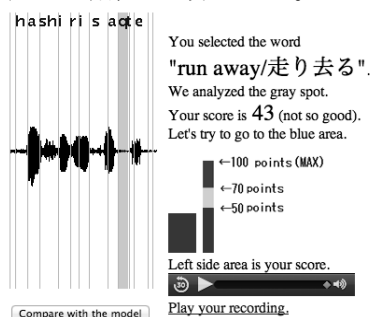 hashi ri s aqte
You selected the word
"run away/走り去る".
We analyzed the gray spot.
Your score is 43 (not so good).
Let's try to go to the blue area.
←100 points(MAX)
←70 points
←50 points
Left side area is your score.
30
Compare with the model
Play your recording.